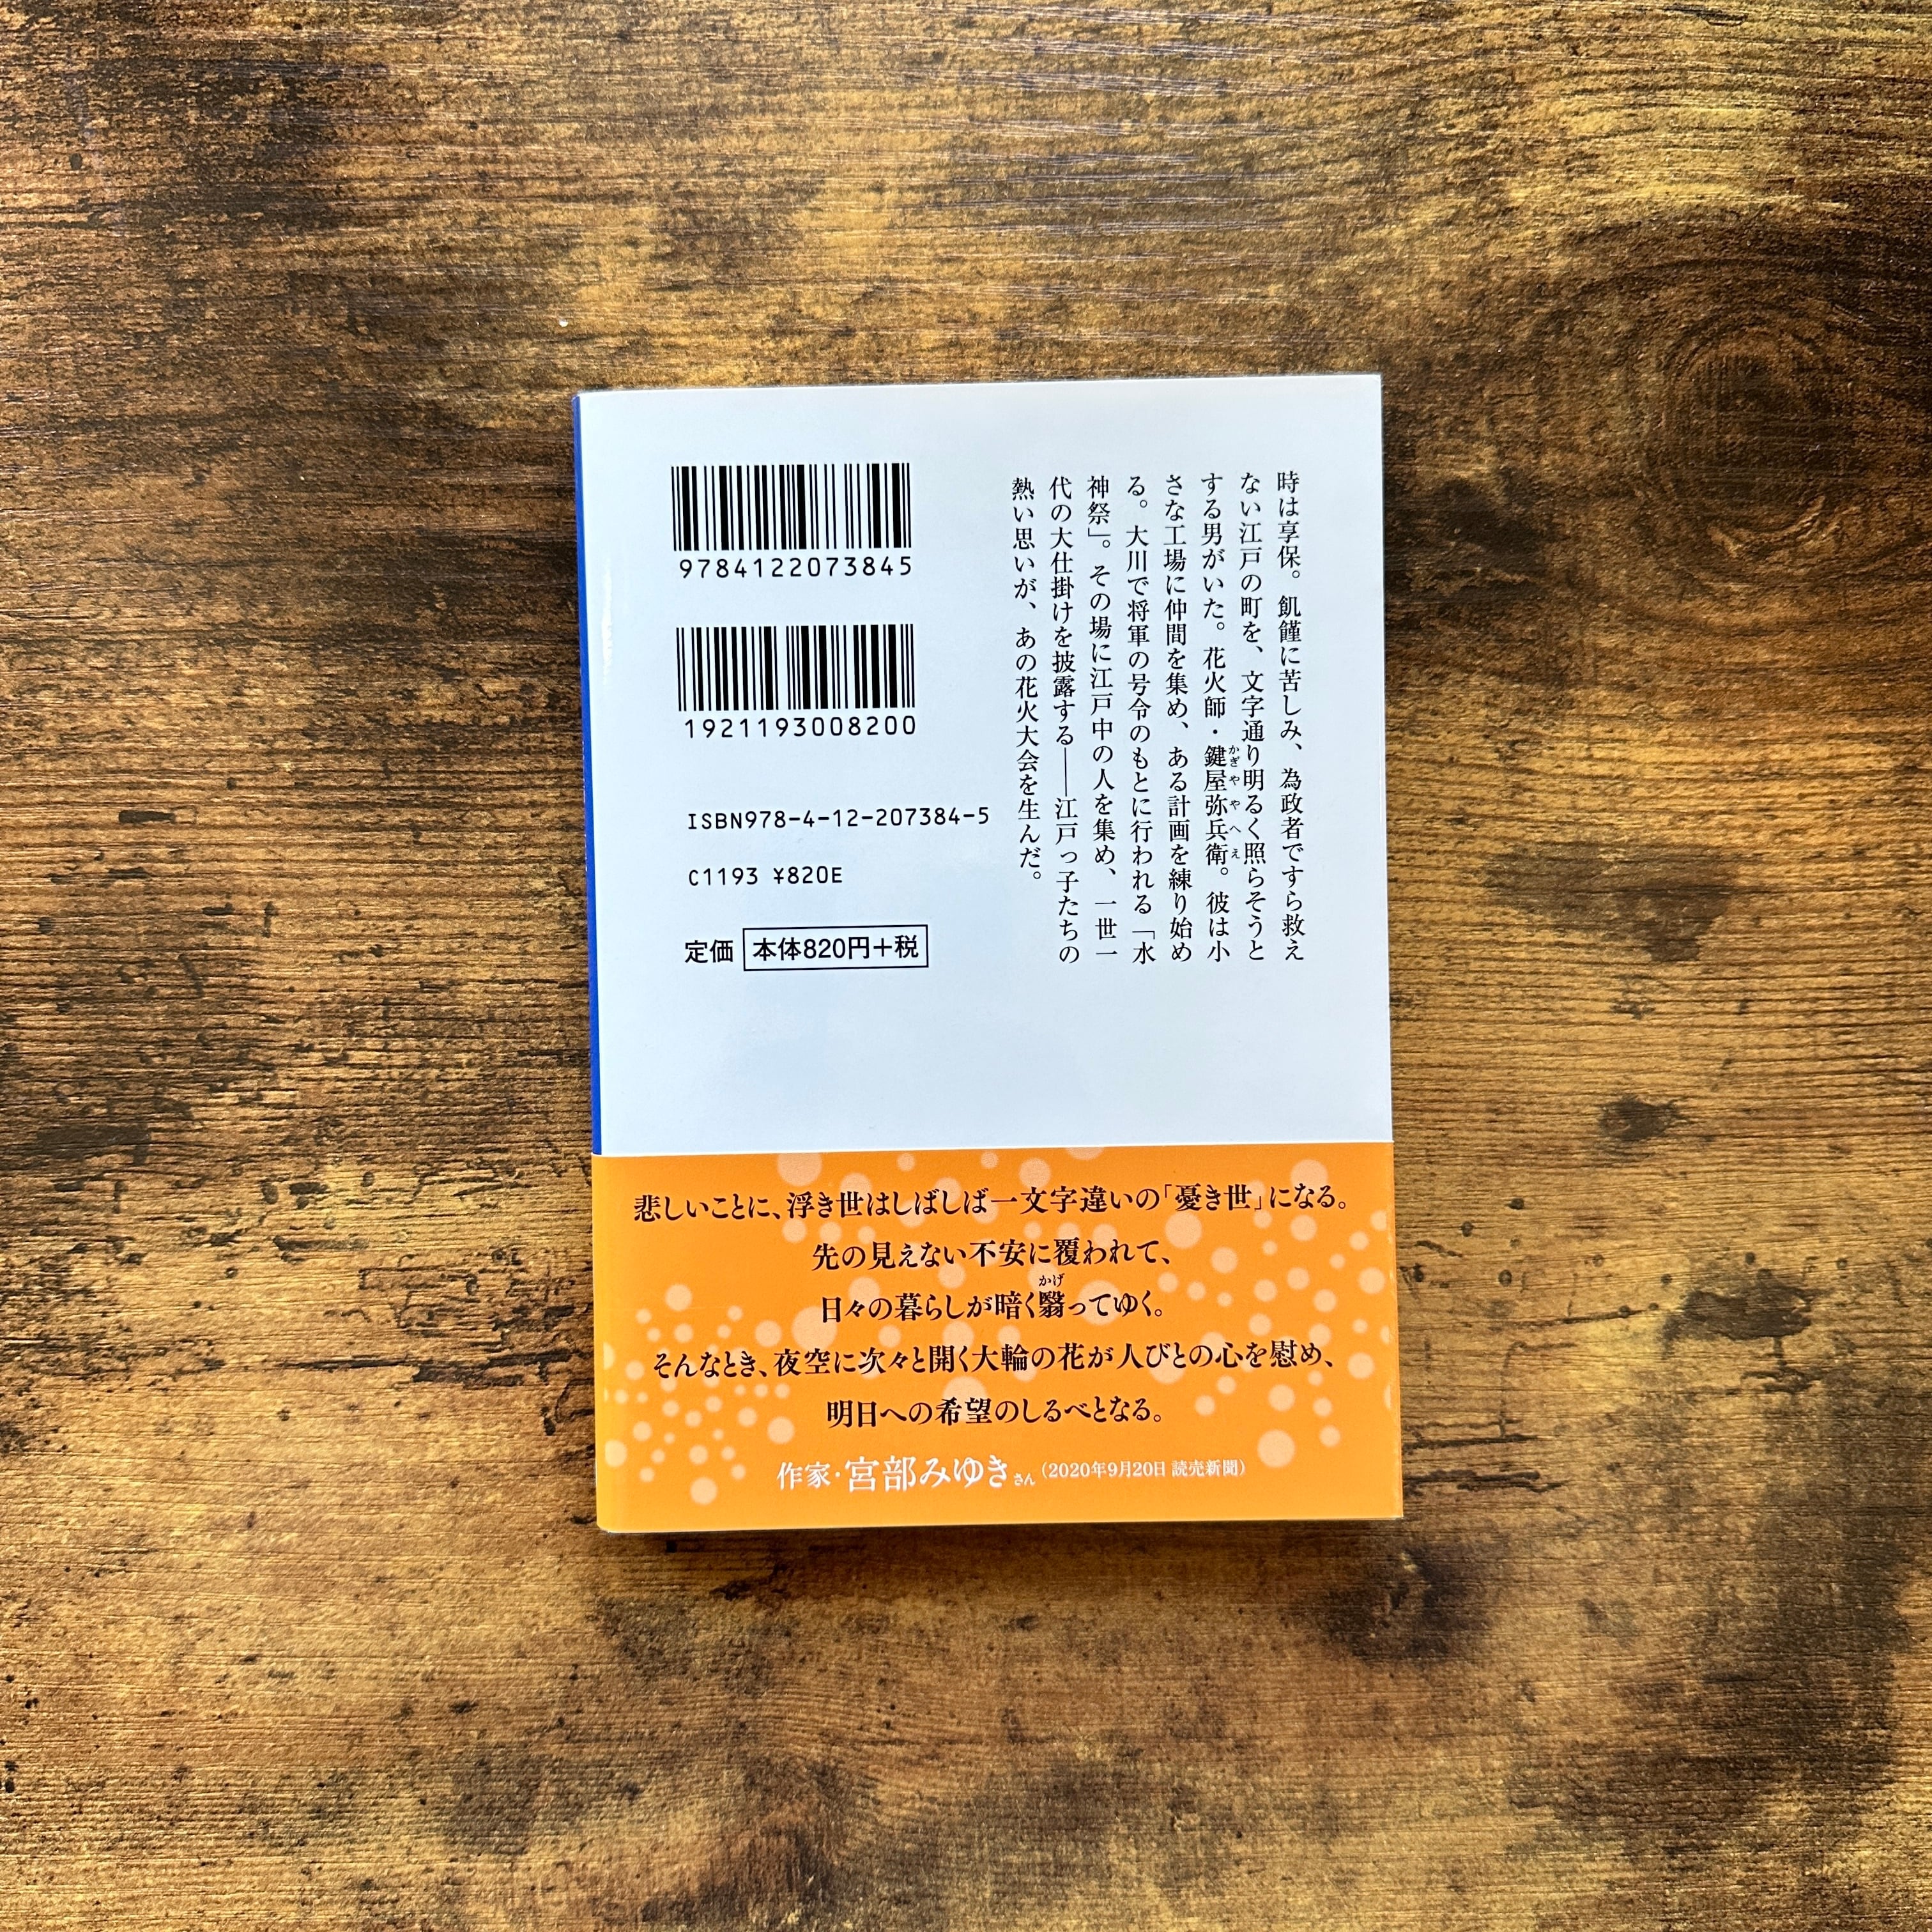 時は享保。飢饉に苦しみ、為政者ですら救え
ない江戸の町を、文字通り明るく照らそうと
する男がいた。花火師・鍵屋弥兵衛。彼は小
かぎややへえ
さな工場に仲間を集め、ある計画を練り始め
る。大川で将軍の号令のもとに行われる「水
神祭」。その場に江戸中の人を集め、一世一
代の大仕掛けを披露する――江戸っ子たちの
熱い思いが、あの花火大会を生んだ。
9784122073845
1921193008200
ISBN978-4-12-207384-5
C1193 ¥820E
定価 本体820円+税
悲しいことに、浮き世はしばしば一文字違いの「憂き世」になる。
先の見えない不安に覆われて、
かげ
日々の暮らしが暗く翳ってゆく。
そんなとき、夜空に次々と開く大輪の花が人びとの心を慰め、
明日への希望のしるべとなる。
作家・宮部みゆきさん(2020年9月20日 読売新聞)